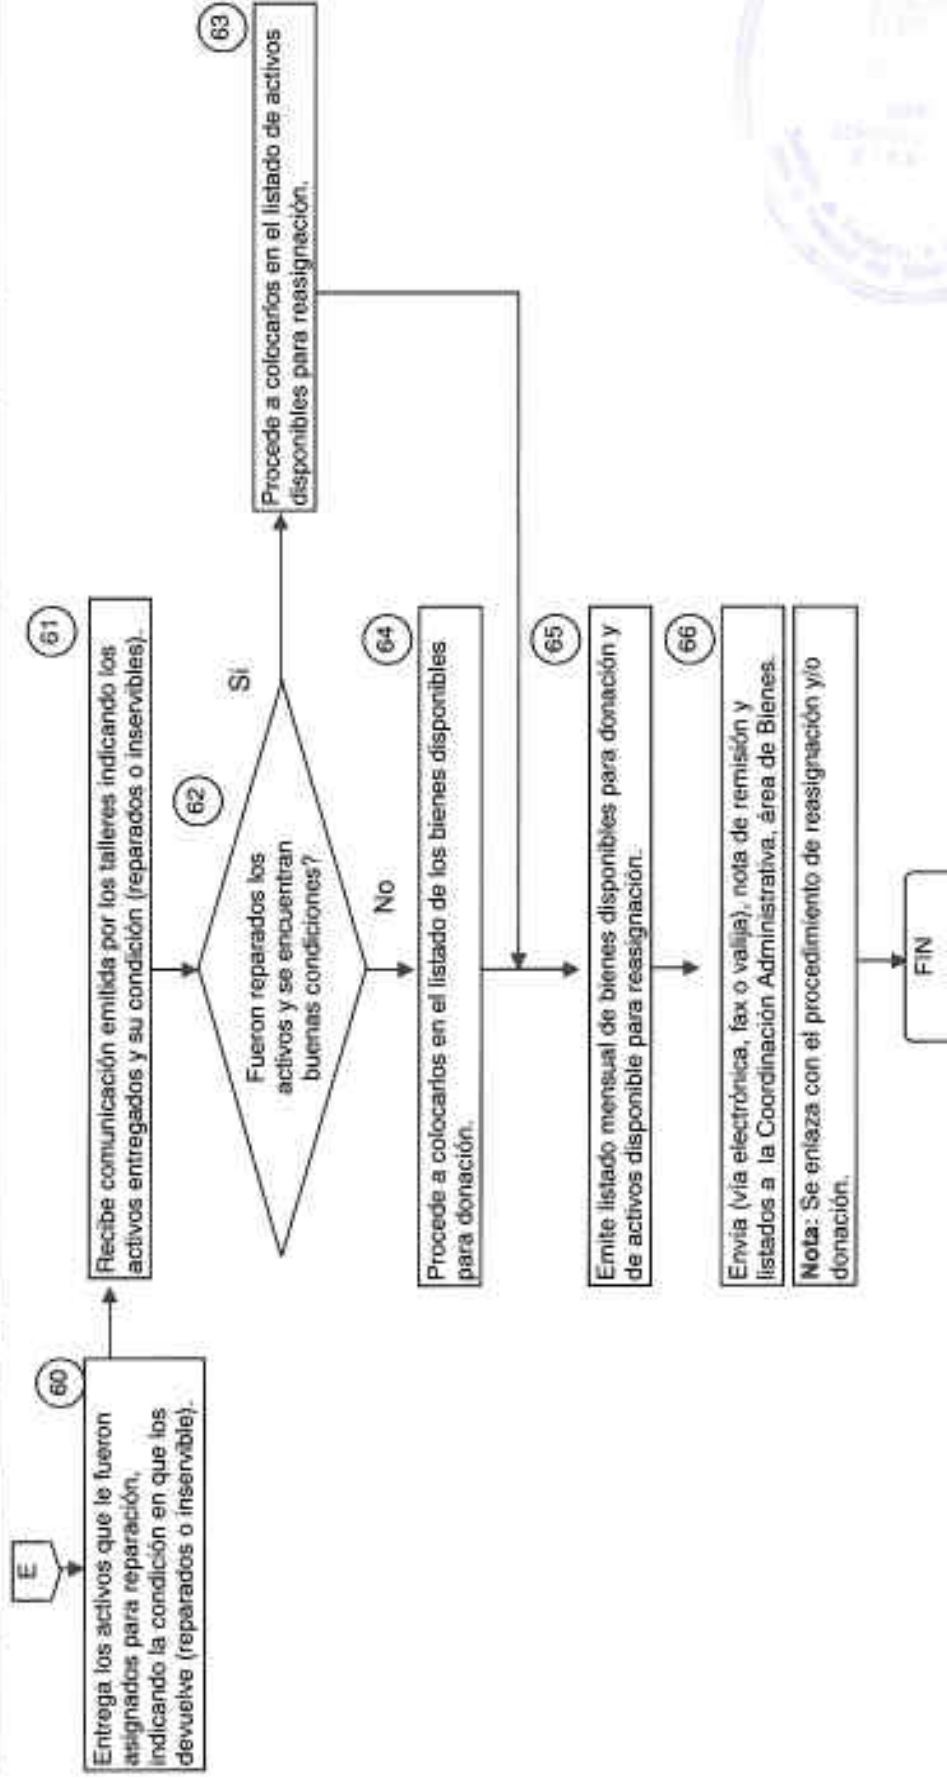 E
60
Entrega los activos que le fueron
asignados para reparación,
indicando la condición en que los
devuelve (reparados o inservible).
61
Recibe comunicación emitida por los talleres indicando los
activos entregados y su condición (reparados o inservibles).
62
Fueron reparados los
activos y se encuentran
buenas condiciones?
Sí
63
Procede a colocarlos en el listado de activos
disponibles para reasignación.
No
64
Procede a colocarlos en el listado de los bienes disponibles
para donación.
65
Emite listado mensual de bienes disponibles para donación y
de activos disponible para reasignación.
66
Envía (vía electrónica, fax o valija), nota de remisión y
listados a la Coordinación Administrativa, área de Bienes.
Nota: Se enlaza con el procedimiento de reasignación y/o
donación.
FIN